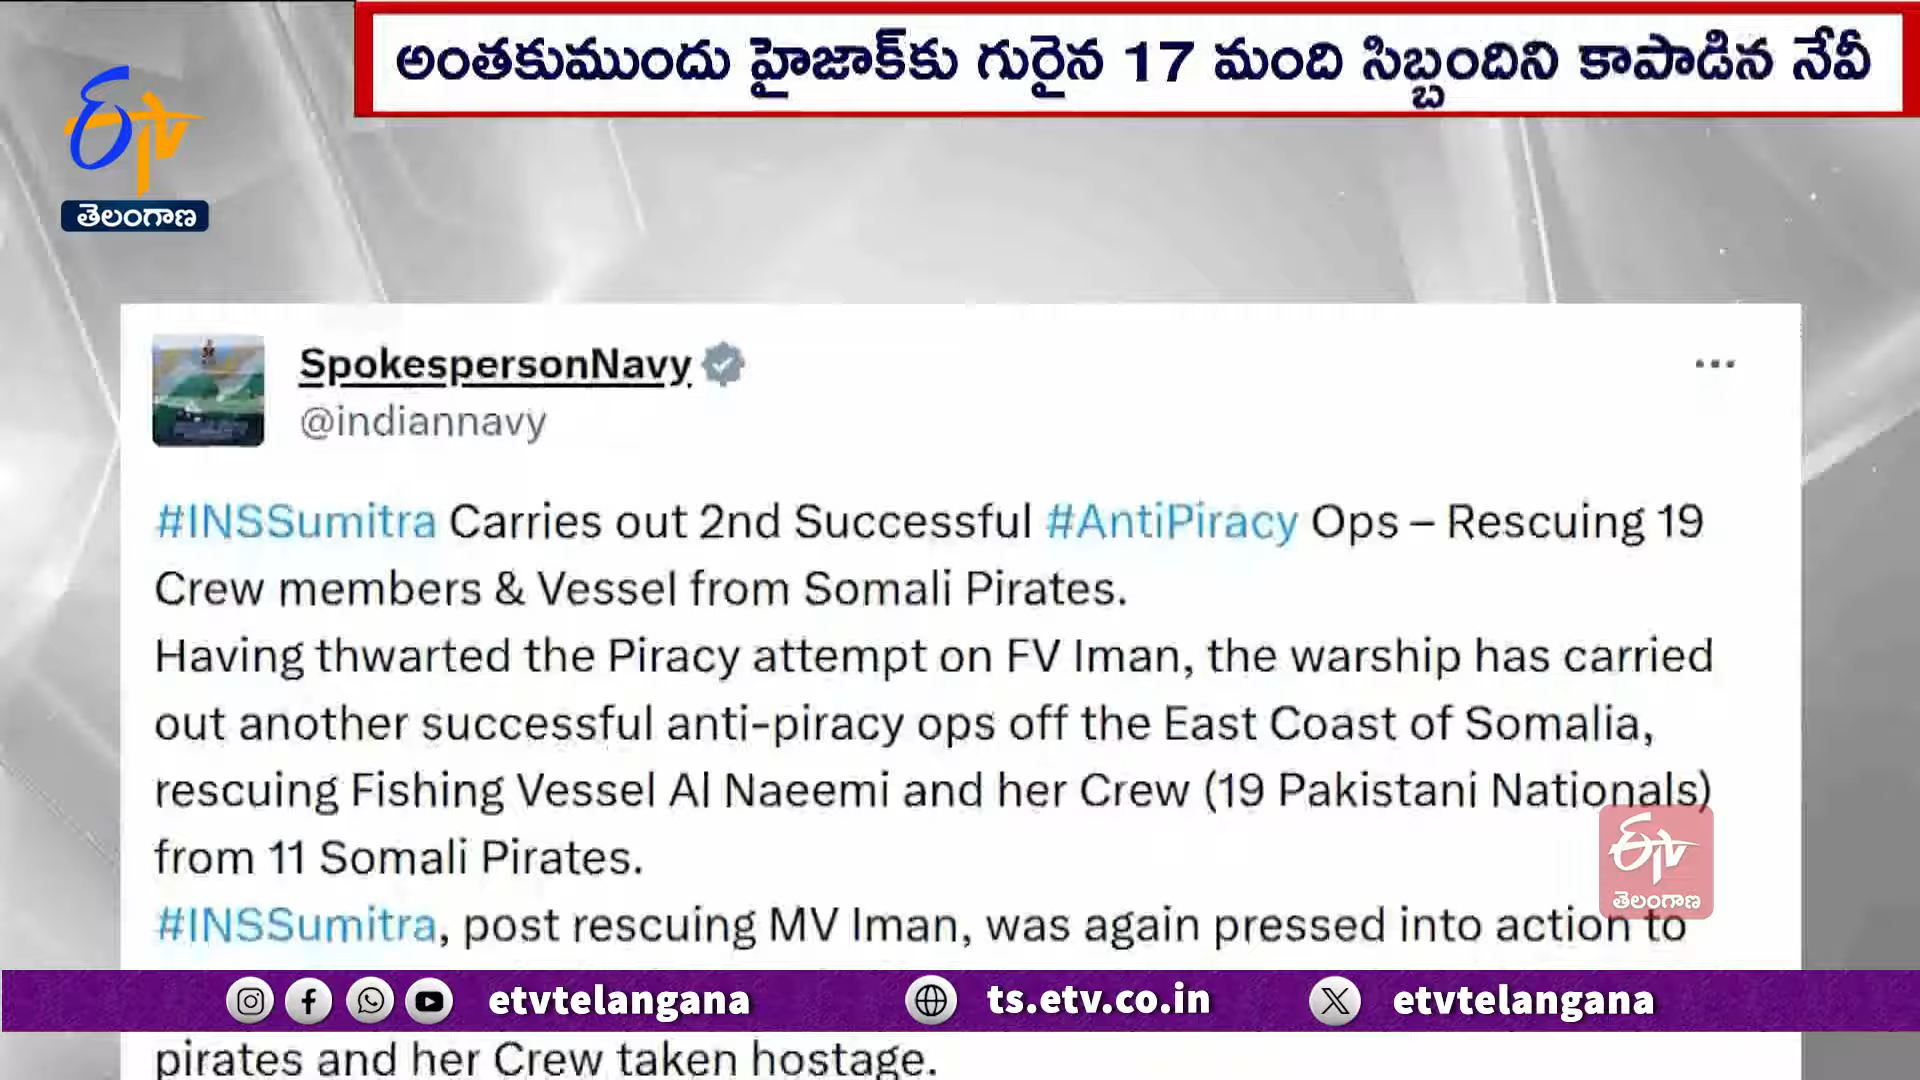 అంతకుముందు హైజాక్‌కు గురైన 17 మంది సిబ్బందిని కాపాడిన నేవీ
ETV
తెలంగాణ
SpokespersonNavy
@indiannavy
#INSSumitra Carries out 2nd Successful #AntiPiracy Ops – Rescuing 19
Crew members & Vessel from Somali Pirates.
Having thwarted the Piracy attempt on FV Iman, the warship has carried
out another successful anti-piracy ops off the East Coast of Somalia,
rescuing Fishing Vessel Al Naeemi and her Crew (19 Pakistani Nationals)
from 11 Somali Pirates.
#INSSumitra, post rescuing MV Iman, was again pressed into action to
ETV
తెలంగాణ
etvtelangana ts.etv.co.in etvtelangana
pirates and her Crew taken hostage.